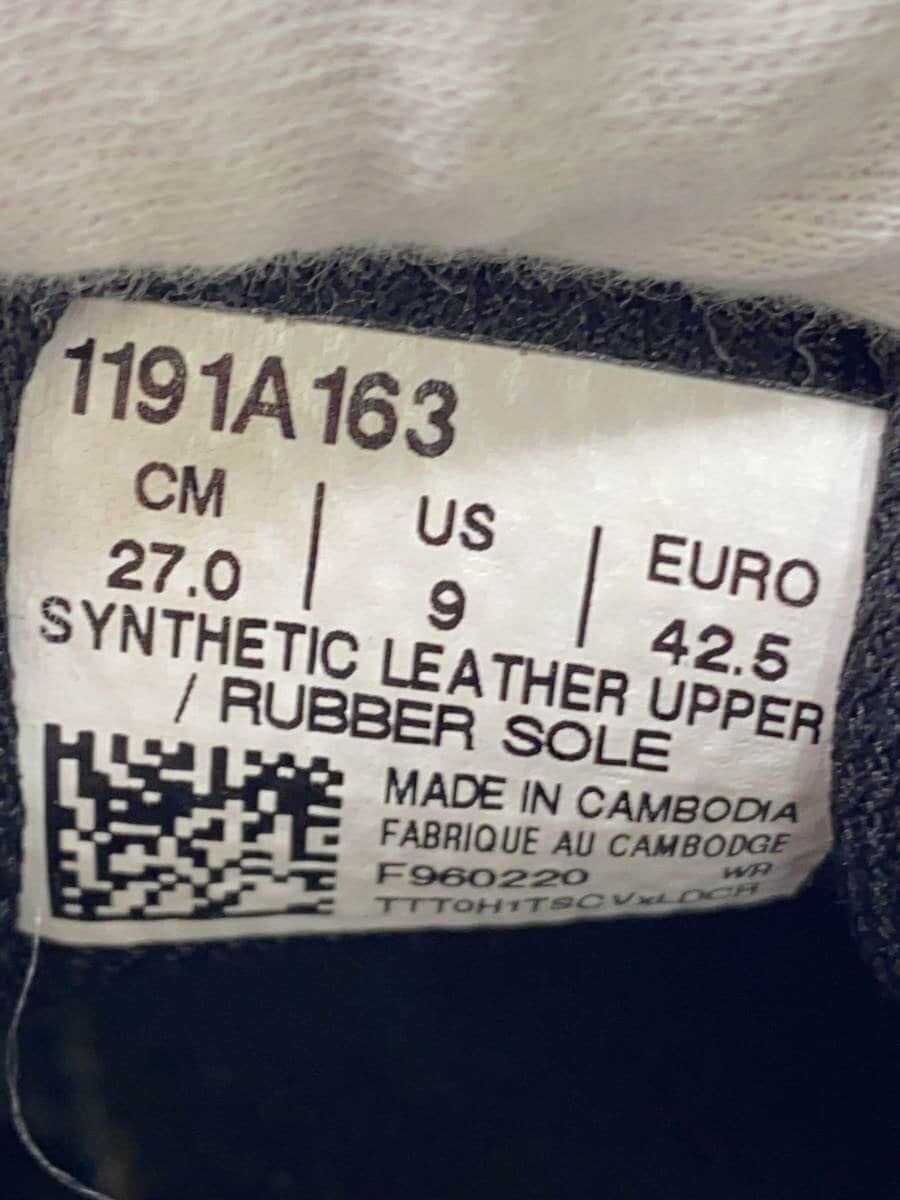 1191A163
CM | US | EURO
27.0 | 9 | 42.5
SYNTHETIC LEATHER UPPER
/ RUBBER SOLE
MADE IN CAMBODIA
FABRIQUE AU CAMBODGE
F960220 WR